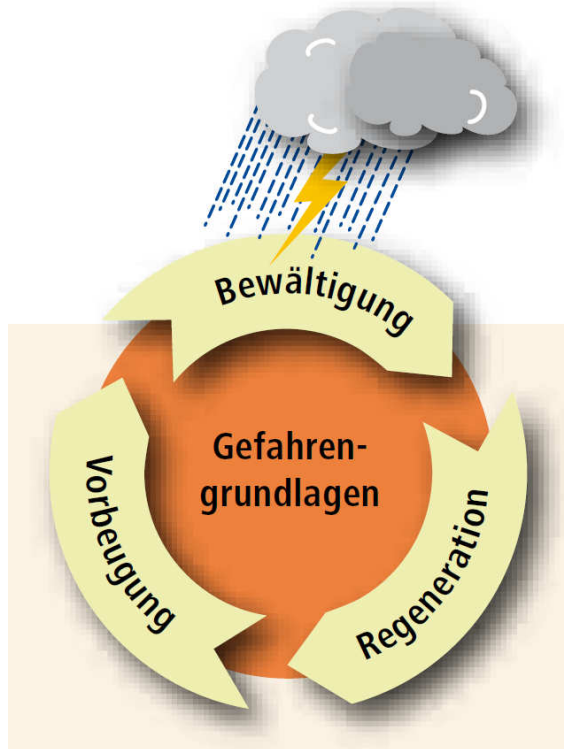 Bewältigung
Gefahren-
grundlagen
Vorbeugung
Regeneration